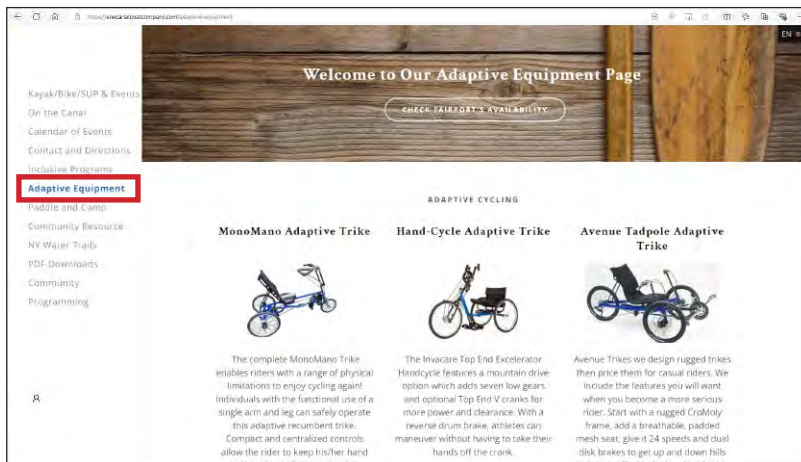 https://eriecanalboatcompany.com/adaptive-equipment
EN
Welcome to Our Adaptive Equipment Page
CHECK FAIRPORT'S AVAILABILITY
Kayak/Bike/SUP & Events
On the Canal
Calendar of Events
Contact and Directions
Inclusive Programs
Adaptive Equipment
Paddle and Camp
Community Resource
NY Water Trails
PDF Downloads
Community
Programming
ADAPTIVE CYCLING
MonoMano Adaptive Trike
The complete MonoMano Trike
enables riders with a range of physical
limitations to enjoy cycling again!
Individuals with the functional use of a
single arm and leg can safely operate
this adaptive recumbent trike.
Compact and centralized controls
allow the rider to keep his/her hand
Hand-Cycle Adaptive Trike
The Invacare Top End Excelerator
Handcycle features a mountain drive
option which adds seven low gears
and optional Top End V cranks for
more power and clearance. With a
reverse drum brake, athletes can
maneuver without having to take their
hands off the crank.
Avenue Tadpole Adaptive
Trike
Avenue Trikes we design rugged trikes
then price them for casual riders. We
include the features you will want
when you become a more serious
rider. Start with a rugged CroMoly
frame, add a breathable, padded
mesh seat, give it 24 speeds and dual
disk brakes to get up and down hills